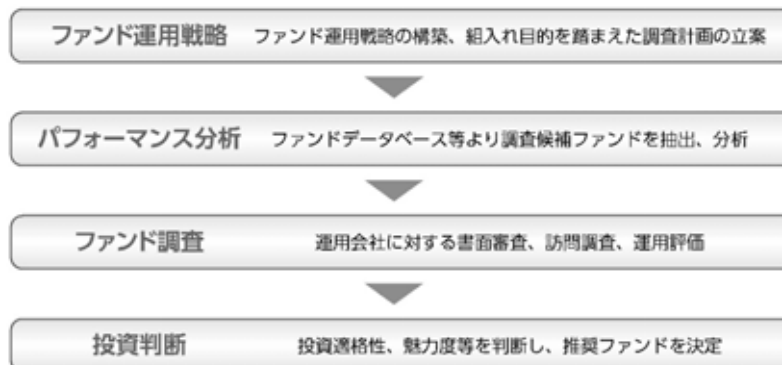 ファンド運用戦略 ファンド運用戦略の構築、組入れ目的を踏まえた調査計画の立案
パフォーマンス分析 ファンドデータベース等より調査候補ファンドを抽出、分析
ファンド調査 運用会社に対する書面審査、訪問調査、運用評価
投資判断 投資適格性、魅力度等を判断し、推奨ファンドを決定